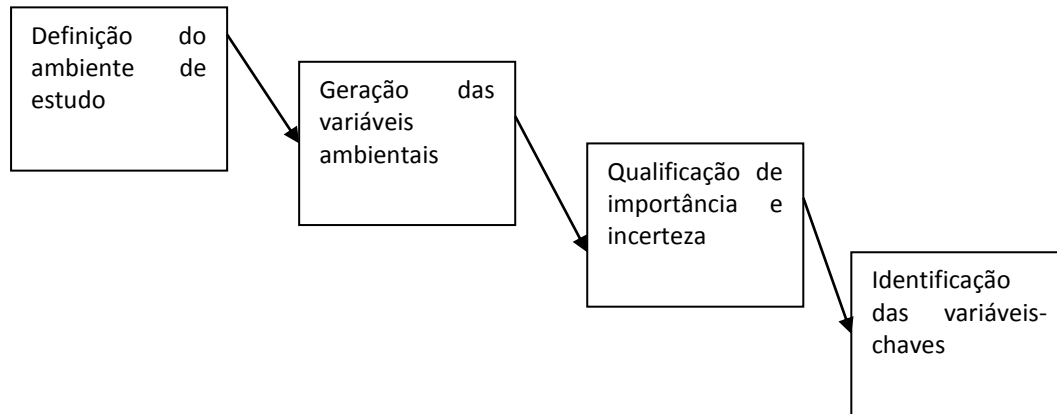 Definição do
ambiente de
estudo
Geração das
variáveis
ambientais
Qualificação de
importância e
incerteza
Identificação
das variáveis-
chaves